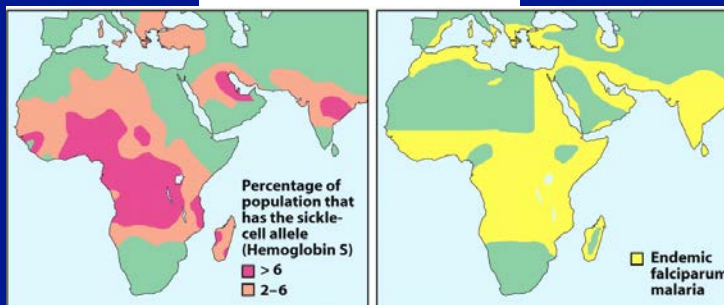 Percentage of
population that
has the sickle-
cell allele
(Hemoglobin S)
> 6
2–6
Endemic
falciparum
malaria